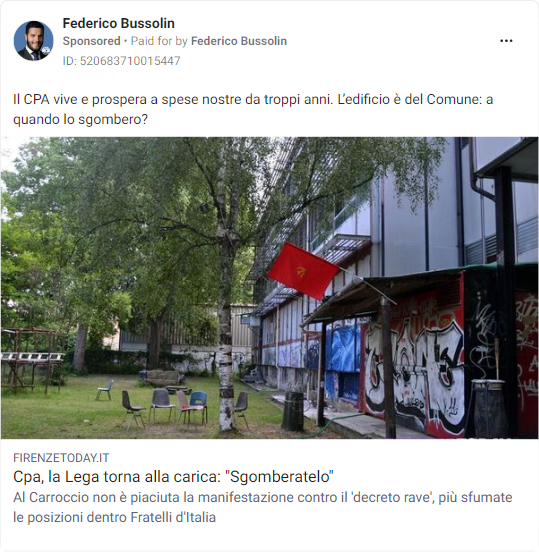 Federico Bussolin
Sponsored • Paid for by Federico Bussolin
ID: 520683710015447
Il CPA vive e prospera a spese nostre da troppi anni. L’edificio è del Comune: a
quando lo sgombero?
FIRENZETODAY.IT
Cpa, la Lega torna alla carica: "Sgomberatelo"
Al Carroccio non è piaciuta la manifestazione contro il 'decreto rave', più sfumate
le posizioni dentro Fratelli d'Italia